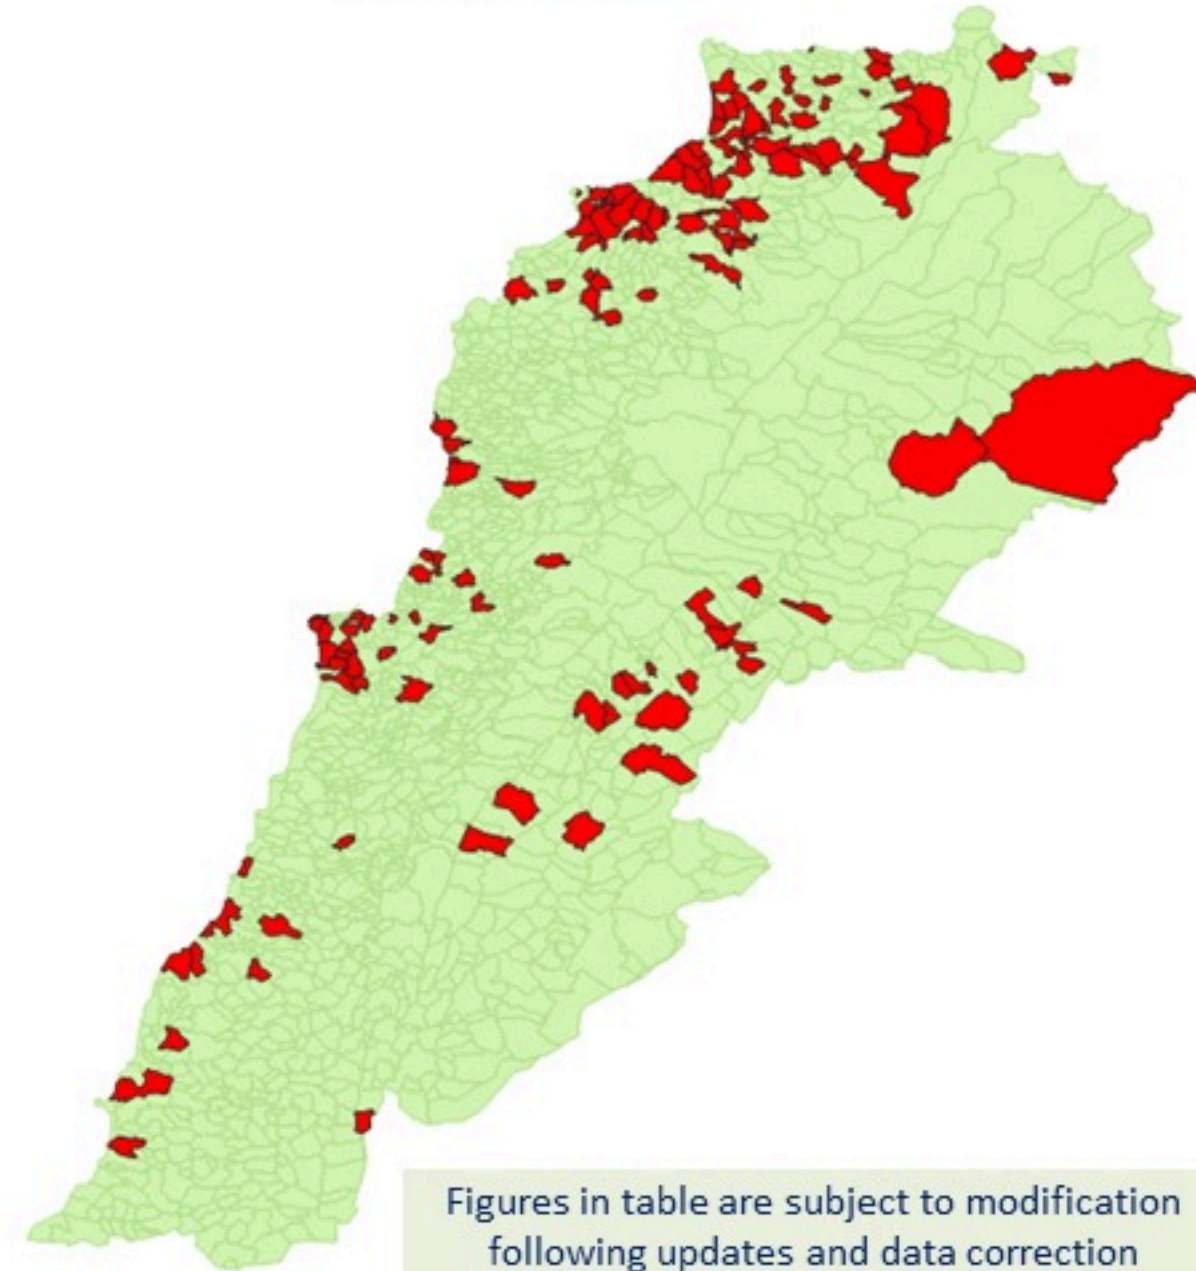 Figures in table are subject to modification
following updates and data correction